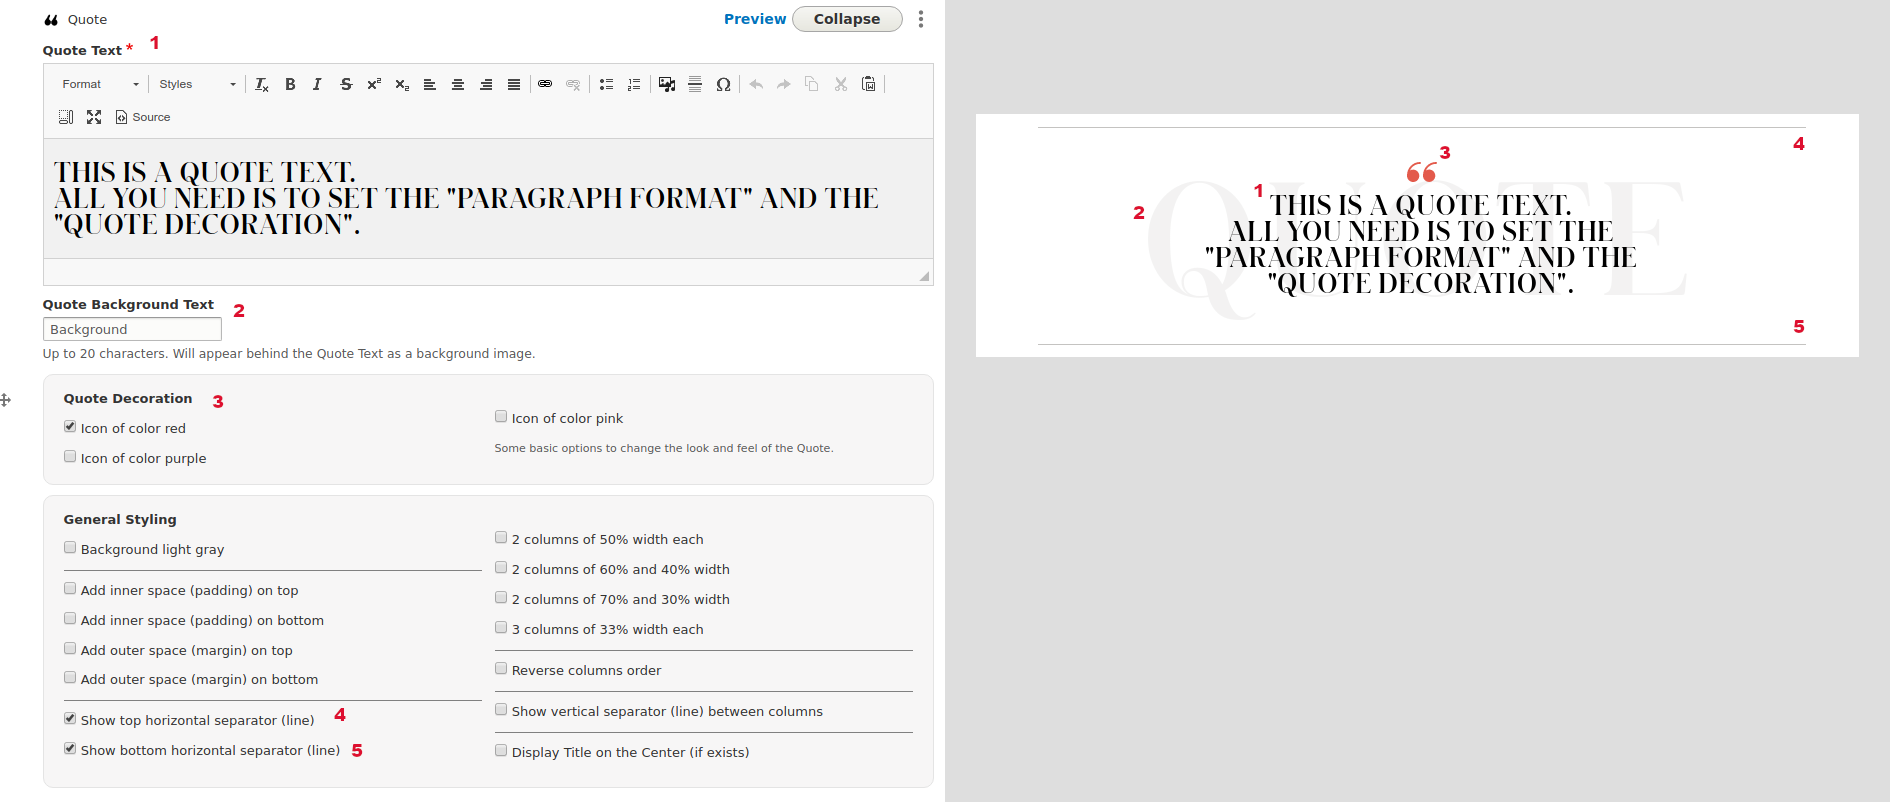 Quote
Preview
Collapse
Quote Text * 1
Format Styles
Source
THIS IS A QUOTE TEXT.
ALL YOU NEED IS TO SET THE "PARAGRAPH FORMAT" AND THE
"QUOTE DECORATION".
Quote Background Text 2
Background
Up to 20 characters. Will appear behind the Quote Text as a background image.
Quote Decoration 3
Icon of color red
Icon of color purple
Icon of color pink
Some basic options to change the look and feel of the Quote.
General Styling
Background light gray
Add inner space (padding) on top
Add inner space (padding) on bottom
Add outer space (margin) on top
Add outer space (margin) on bottom
Show top horizontal separator (line) 4
Show bottom horizontal separator (line) 5
2 columns of 50% width each
2 columns of 60% and 40% width
2 columns of 70% and 30% width
3 columns of 33% width each
Reverse columns order
Show vertical separator (line) between columns
Display Title on the Center (if exists)
4
3
1
2
QUOTE
THIS IS A QUOTE TEXT.
ALL YOU NEED IS TO SET THE
"PARAGRAPH FORMAT" AND THE
"QUOTE DECORATION".
5